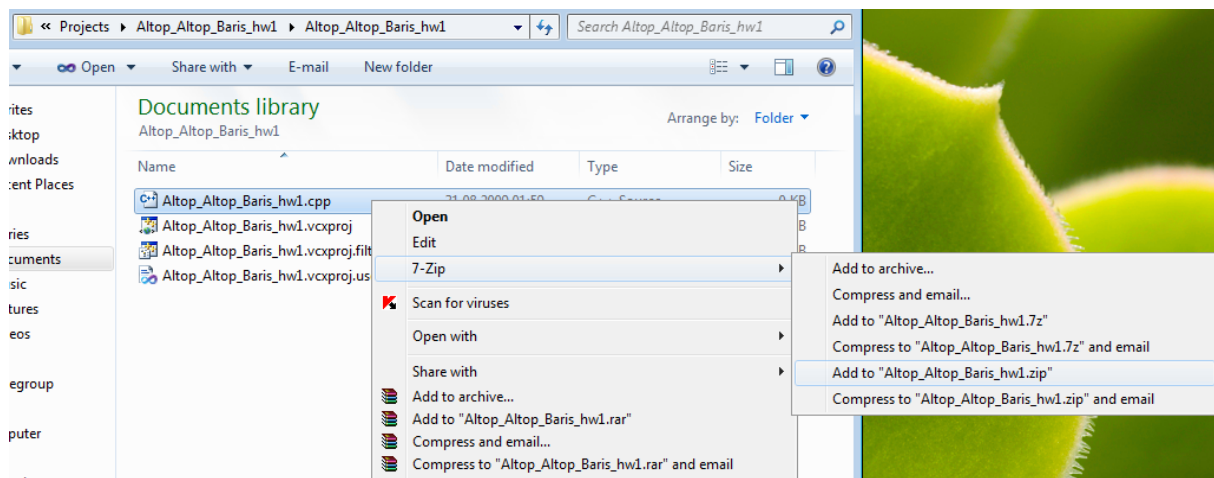 « Projects ▸ Altop_Altop_Baris_hw1 ▸ Altop_Altop_Baris_hw1
Search Altop_Altop_Baris_hw1
Open Share with E-mail New folder
Documents library
Altop_Altop_Baris_hw1
Arrange by: Folder
Name Date modified Type Size
Altop_Altop_Baris_hw1.cpp
Altop_Altop_Baris_hw1.vcxproj
Altop_Altop_Baris_hw1.vcxproj.filt
Altop_Altop_Baris_hw1.vcxproj.us
rites
sktop
wnloads
cent Places
ries
cuments
usic
tures
eos
egroup
puter
Open
Edit
7-Zip
Scan for viruses
Open with
Share with
Add to archive...
Add to "Altop_Altop_Baris_hw1.rar"
Compress and email...
Compress to "Altop_Altop_Baris_hw1.rar" and email
Add to archive...
Compress and email...
Add to "Altop_Altop_Baris_hw1.7z"
Compress to "Altop_Altop_Baris_hw1.7z" and email
Add to "Altop_Altop_Baris_hw1.zip"
Compress to "Altop_Altop_Baris_hw1.zip" and email